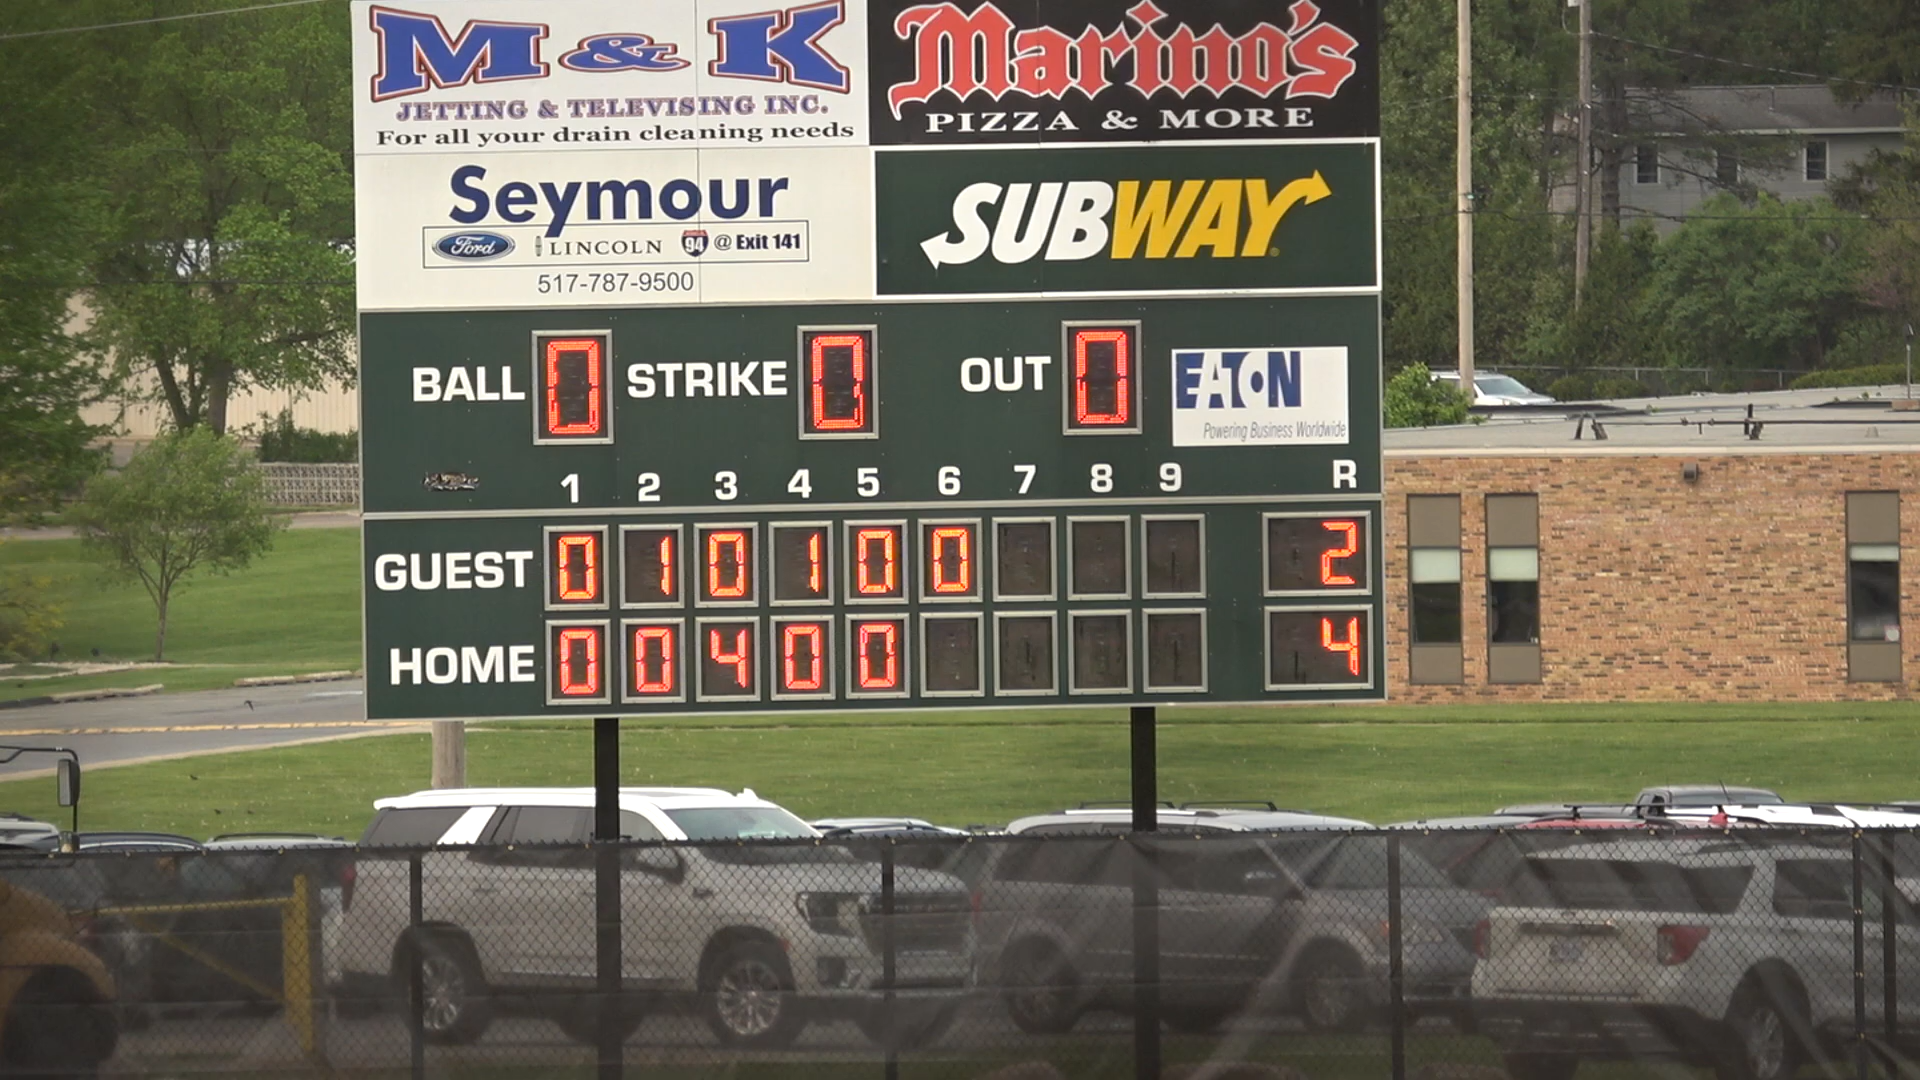 M & K
JETTING & TELEVISING INC.
For all your drain cleaning needs
Marino's
PIZZA & MORE
Seymour
Ford LINCOLN 94 @ Exit 141
517-787-9500
SUBWAY
BALL 0 STRIKE 0 OUT 0
EATON
Powering Business Worldwide
1 2 3 4 5 6 7 8 9 R
GUEST 0 1 0 1 0 0 2
HOME 0 0 4 0 0 4